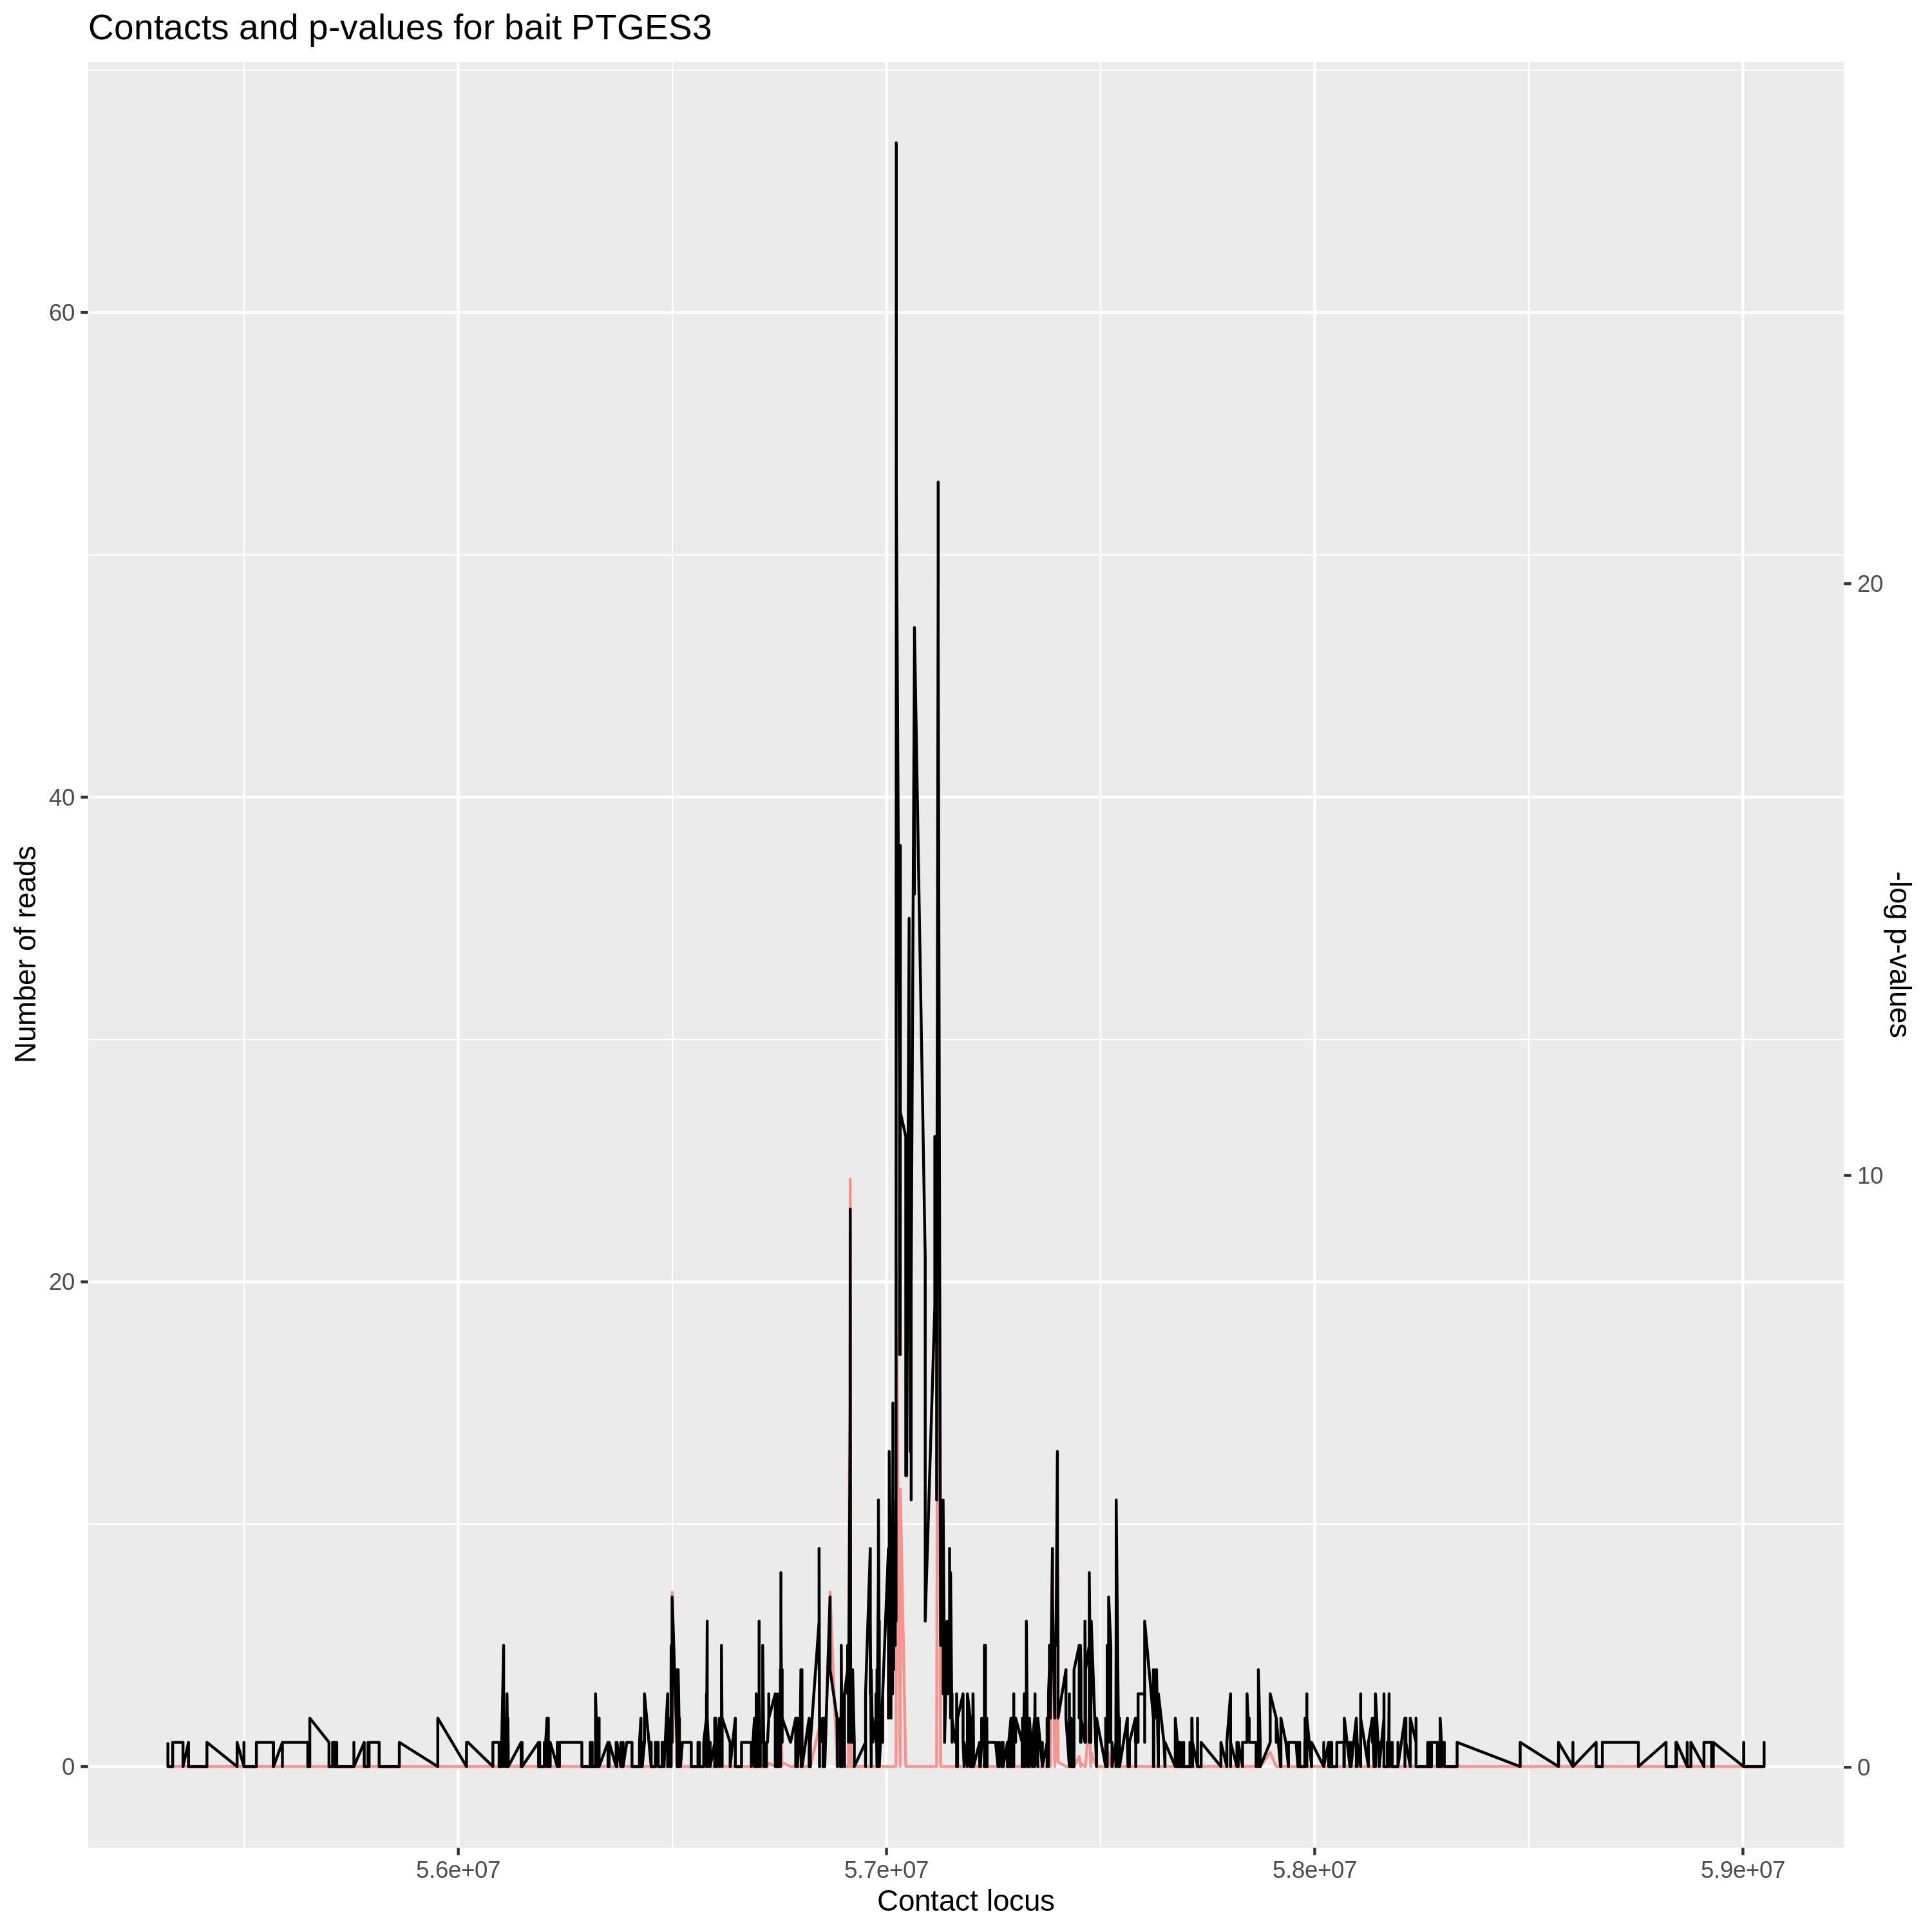 Contacts and p-values for bait PTGES3
60
40
20
0
Number of reads
20
10
0
-log p-values
5.6e+07
5.7e+07
5.8e+07
5.9e+07
Contact locus